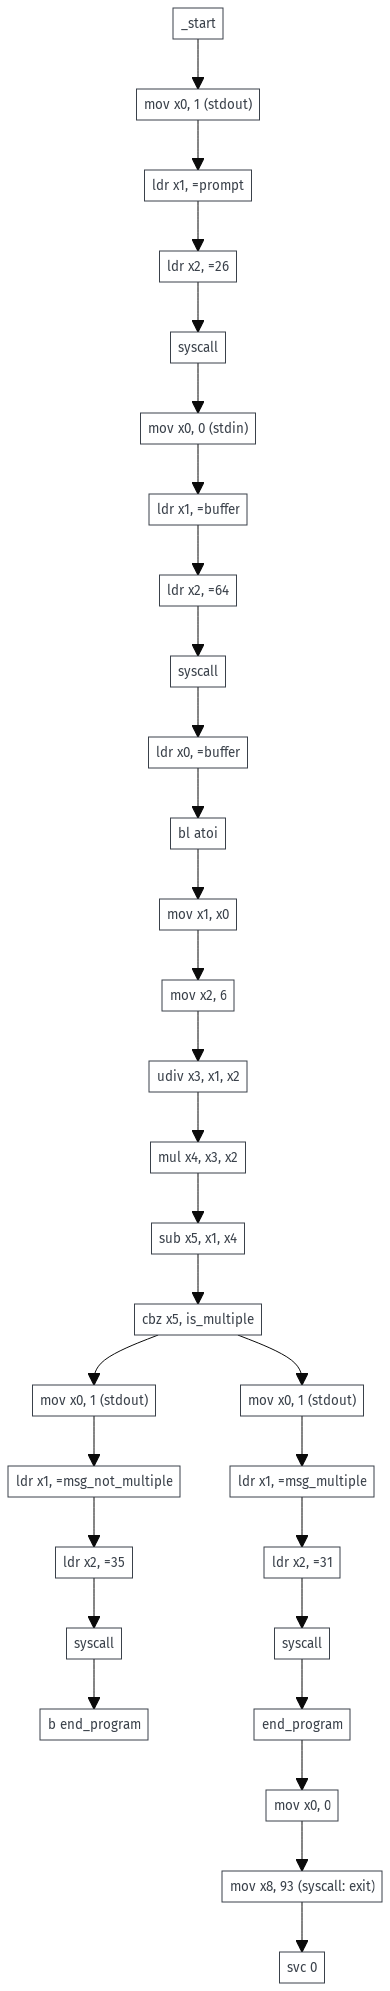 _start
mov x0, 1 (stdout)
ldr x1, =prompt
ldr x2, =26
syscall
mov x0, 0 (stdin)
ldr x1, =buffer
ldr x2, =64
syscall
ldr x0, =buffer
bl atoi
mov x1, x0
mov x2, 6
udiv x3, x1, x2
mul x4, x3, x2
sub x5, x1, x4
cbz x5, is_multiple
mov x0, 1 (stdout)
ldr x1, =msg_not_multiple
ldr x2, =35
syscall
b end_program
mov x0, 1 (stdout)
ldr x1, =msg_multiple
ldr x2, =31
syscall
end_program
mov x0, 0
mov x8, 93 (syscall: exit)
svc 0